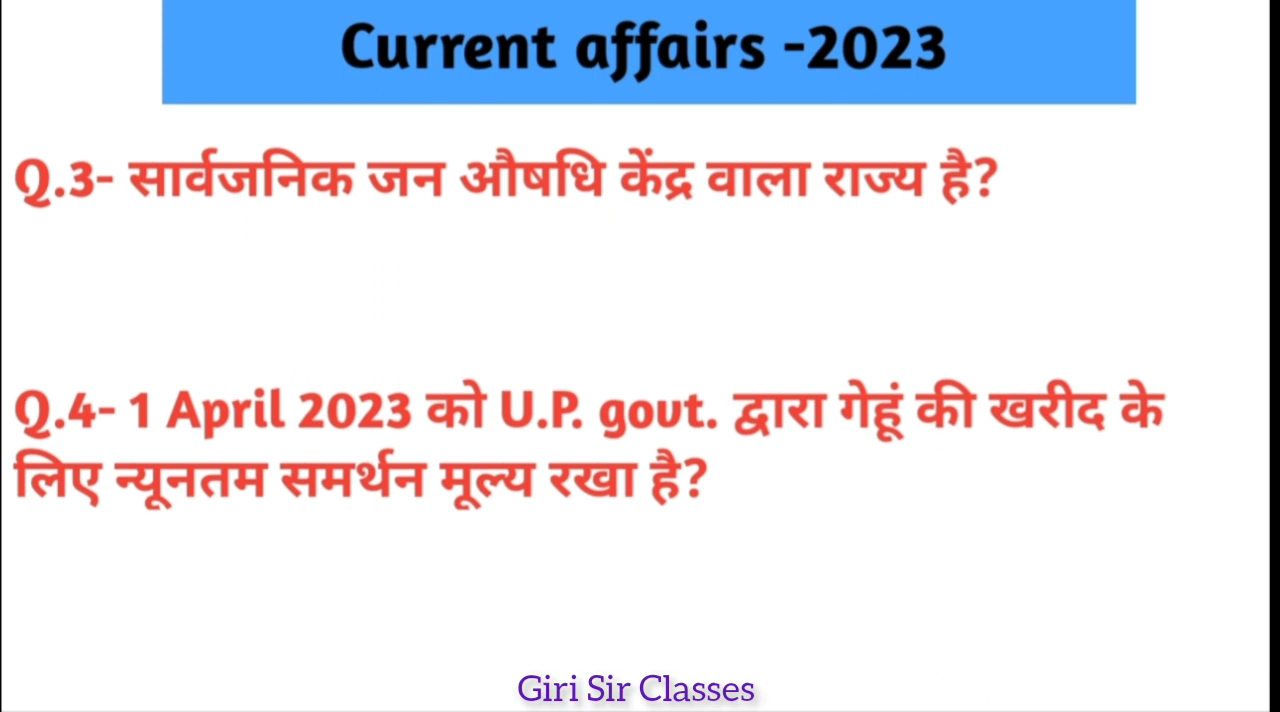 Current affairs -2023
Q.3- सार्वजनिक जन औषधि केंद्र वाला राज्य है?
Q.4- 1 April 2023 को U.P. govt. द्वारा गेहूं की खरीद के
लिए न्यूनतम समर्थन मूल्य रखा है?
Giri Sir Classes